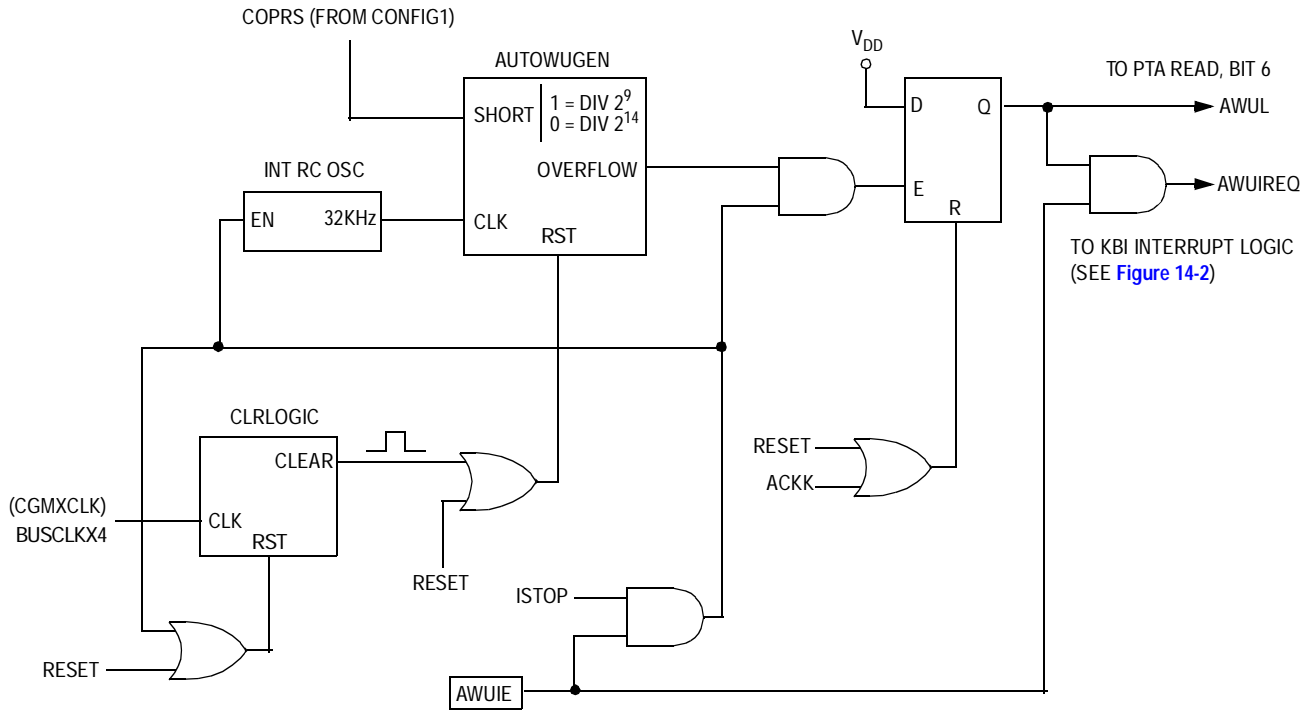 COPRS (FROM CONFIG1)
AUTOWUGEN
SHORT
1 = DIV 2^9
0 = DIV 2^14
OVERFLOW
CLK
RST
INT RC OSC
EN
32KHz
V_DD
D
Q
E
R
TO PTA READ, BIT 6
AWUL
AWUIREQ
TO KBI INTERRUPT LOGIC
(SEE Figure 14-2)
CLRLOGIC
CLEAR
CLK
RST
(CGMXCLK)
BUSCLKX4
RESET
RESET
ACKK
RESET
ISTOP
AWUIE